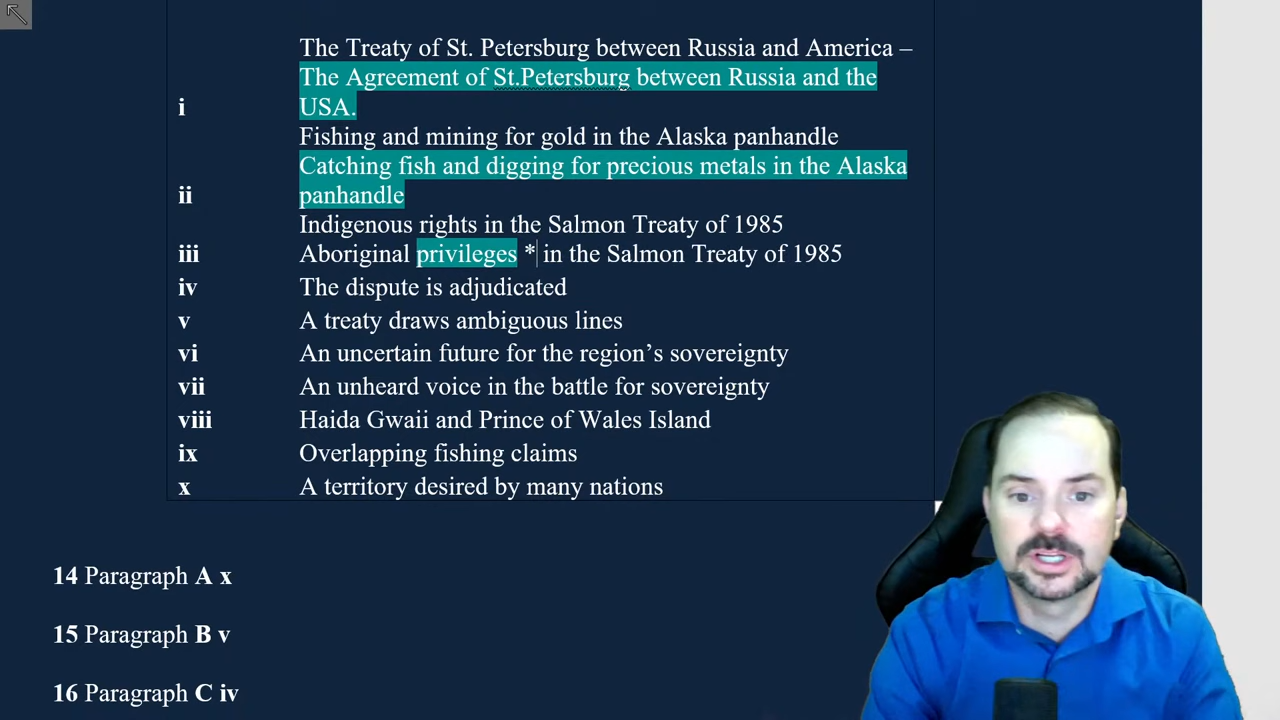 The Treaty of St. Petersburg between Russia and America –
The Agreement of St.Petersburg between Russia and the
i USA.
Fishing and mining for gold in the Alaska panhandle
Catching fish and digging for precious metals in the Alaska
ii panhandle
Indigenous rights in the Salmon Treaty of 1985
iii Aboriginal privileges * in the Salmon Treaty of 1985
iv The dispute is adjudicated
v A treaty draws ambiguous lines
vi An uncertain future for the region’s sovereignty
vii An unheard voice in the battle for sovereignty
viii Haida Gwaii and Prince of Wales Island
ix Overlapping fishing claims
x A territory desired by many nations
14 Paragraph A x
15 Paragraph B v
16 Paragraph C iv